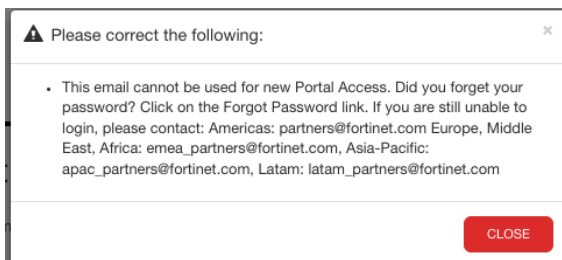 Please correct the following:
×
• This email cannot be used for new Portal Access. Did you forget your
password? Click on the Forgot Password link. If you are still unable to
login, please contact: Americas: partners@fortinet.com Europe, Middle
East, Africa: emea_partners@fortinet.com, Asia-Pacific:
apac_partners@fortinet.com, Latam: latam_partners@fortinet.com
CLOSE